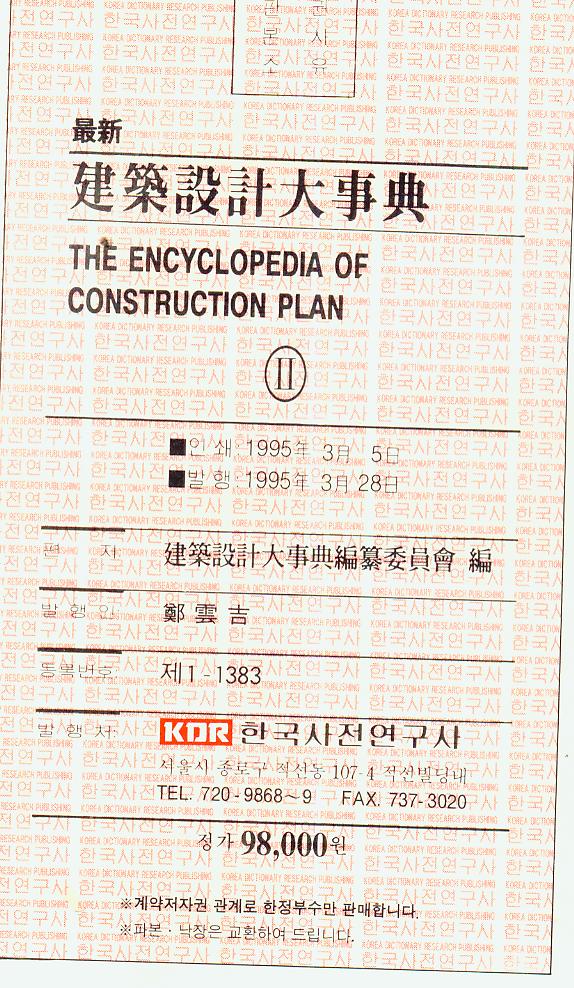 最新
建築設計大事典
THE ENCYCLOPEDIA OF
CONSTRUCTION PLAN
II
■인 쇄: 1995年 3月 5日
■발 행: 1995年 3月 28日
편 저 建築設計大事典編纂委員會 編
발 행 인 鄭雲吉
등록번호 제1-1383
발 행 처: KDR 한국사전연구사
서울시 종로구 적선동 107-4 적선빌딩내
TEL. 720-9868~9 FAX. 737-3020
정가 98,000원
※계약저자권 관계로 한정부수만 판매합니다.
※파본·낙장은 교환하여 드립니다.